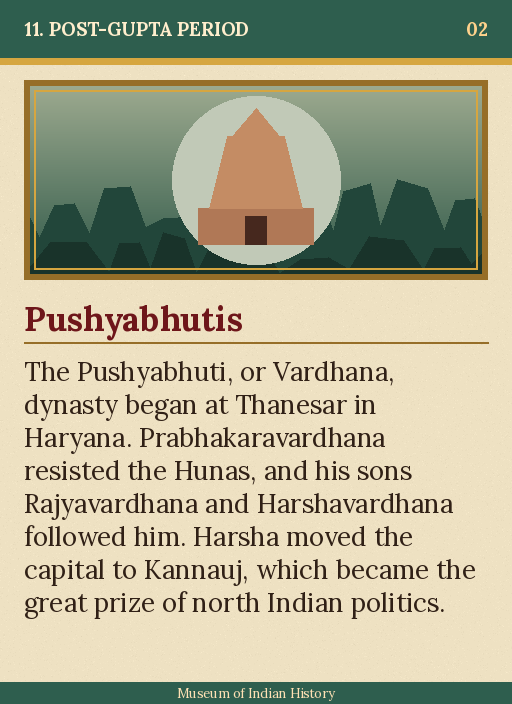 11. POST-GUPTA PERIOD 02
Pushyabhutis
The Pushyabhuti, or Vardhana,
dynasty began at Thanesar in
Haryana. Prabhakaravardhana
resisted the Hunas, and his sons
Rajyavardhana and Harshavardhana
followed him. Harsha moved the
capital to Kannauj, which became the
great prize of north Indian politics.
Museum of Indian History